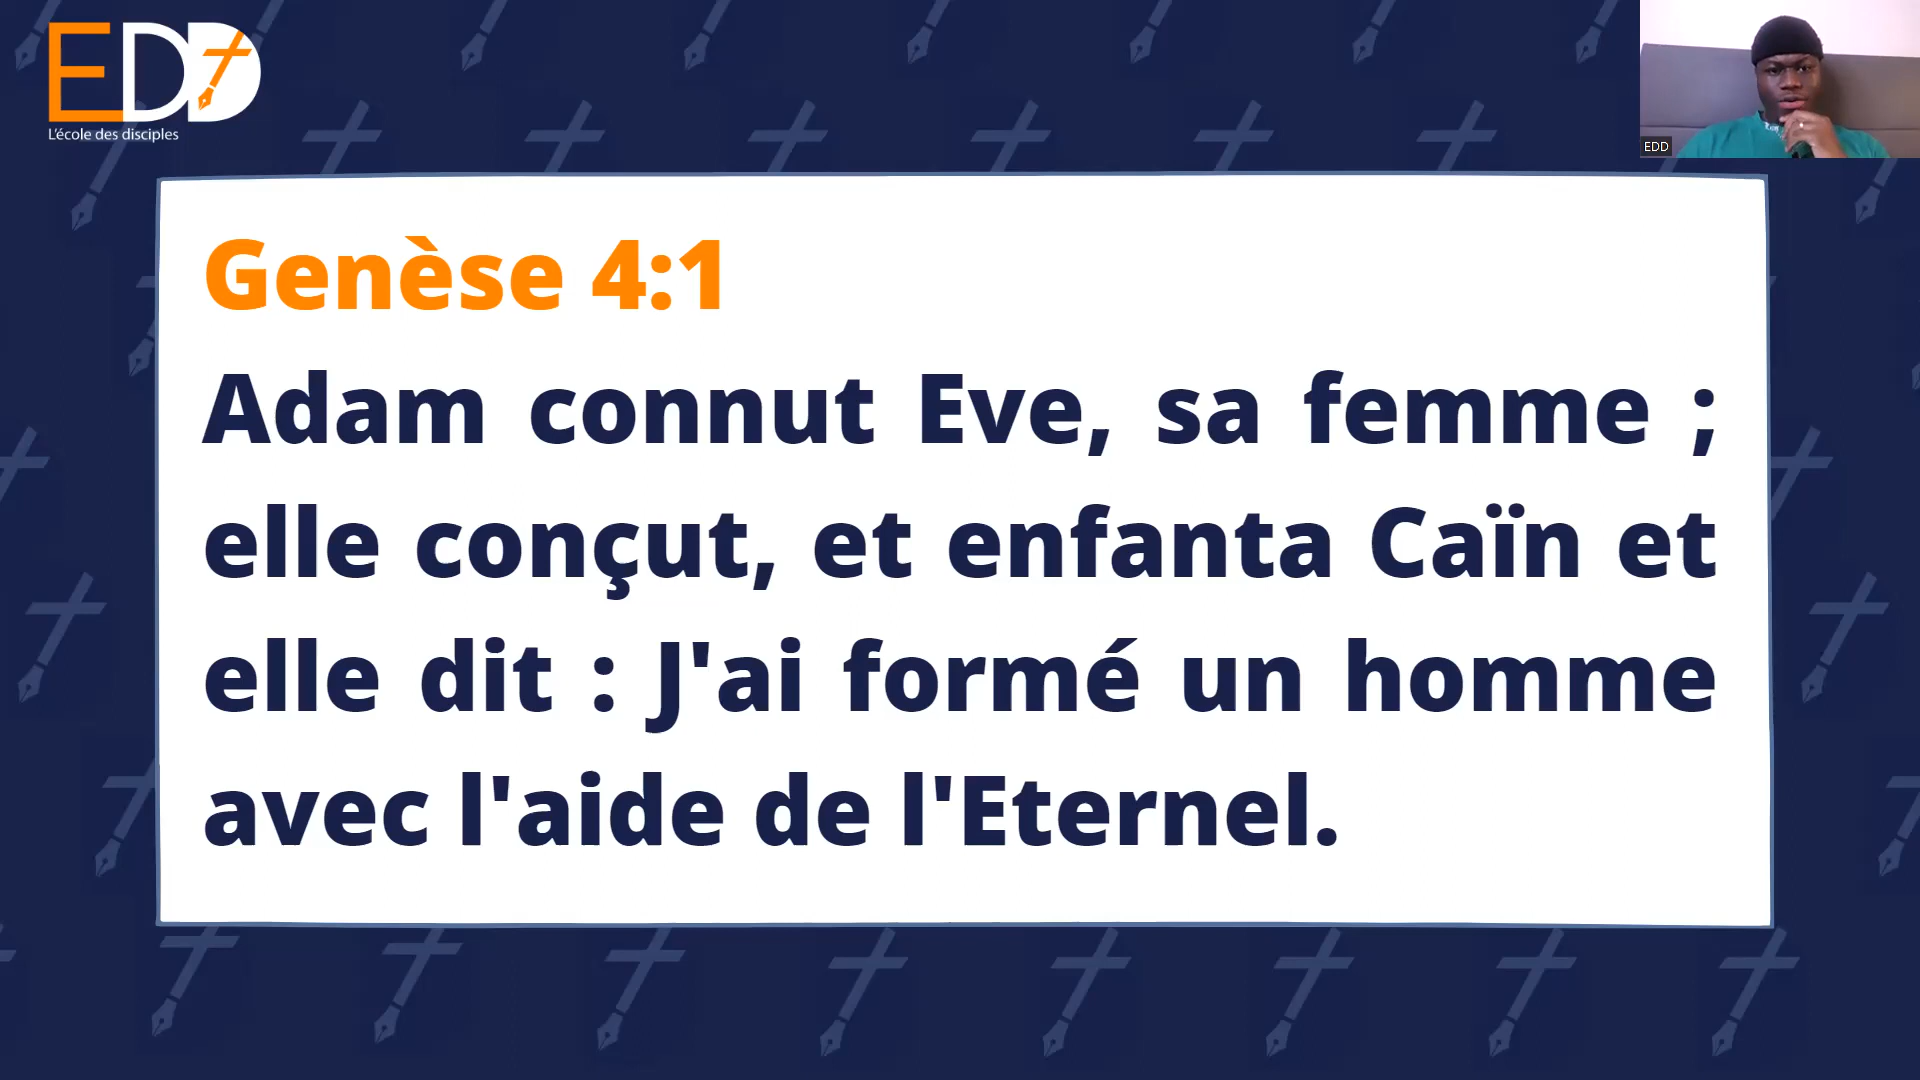 EDD
L'école des disciples
EDD
Genèse 4:1
Adam connut Eve, sa femme ;
elle conçut, et enfanta Caïn et
elle dit : J'ai formé un homme
avec l'aide de l'Eternel.